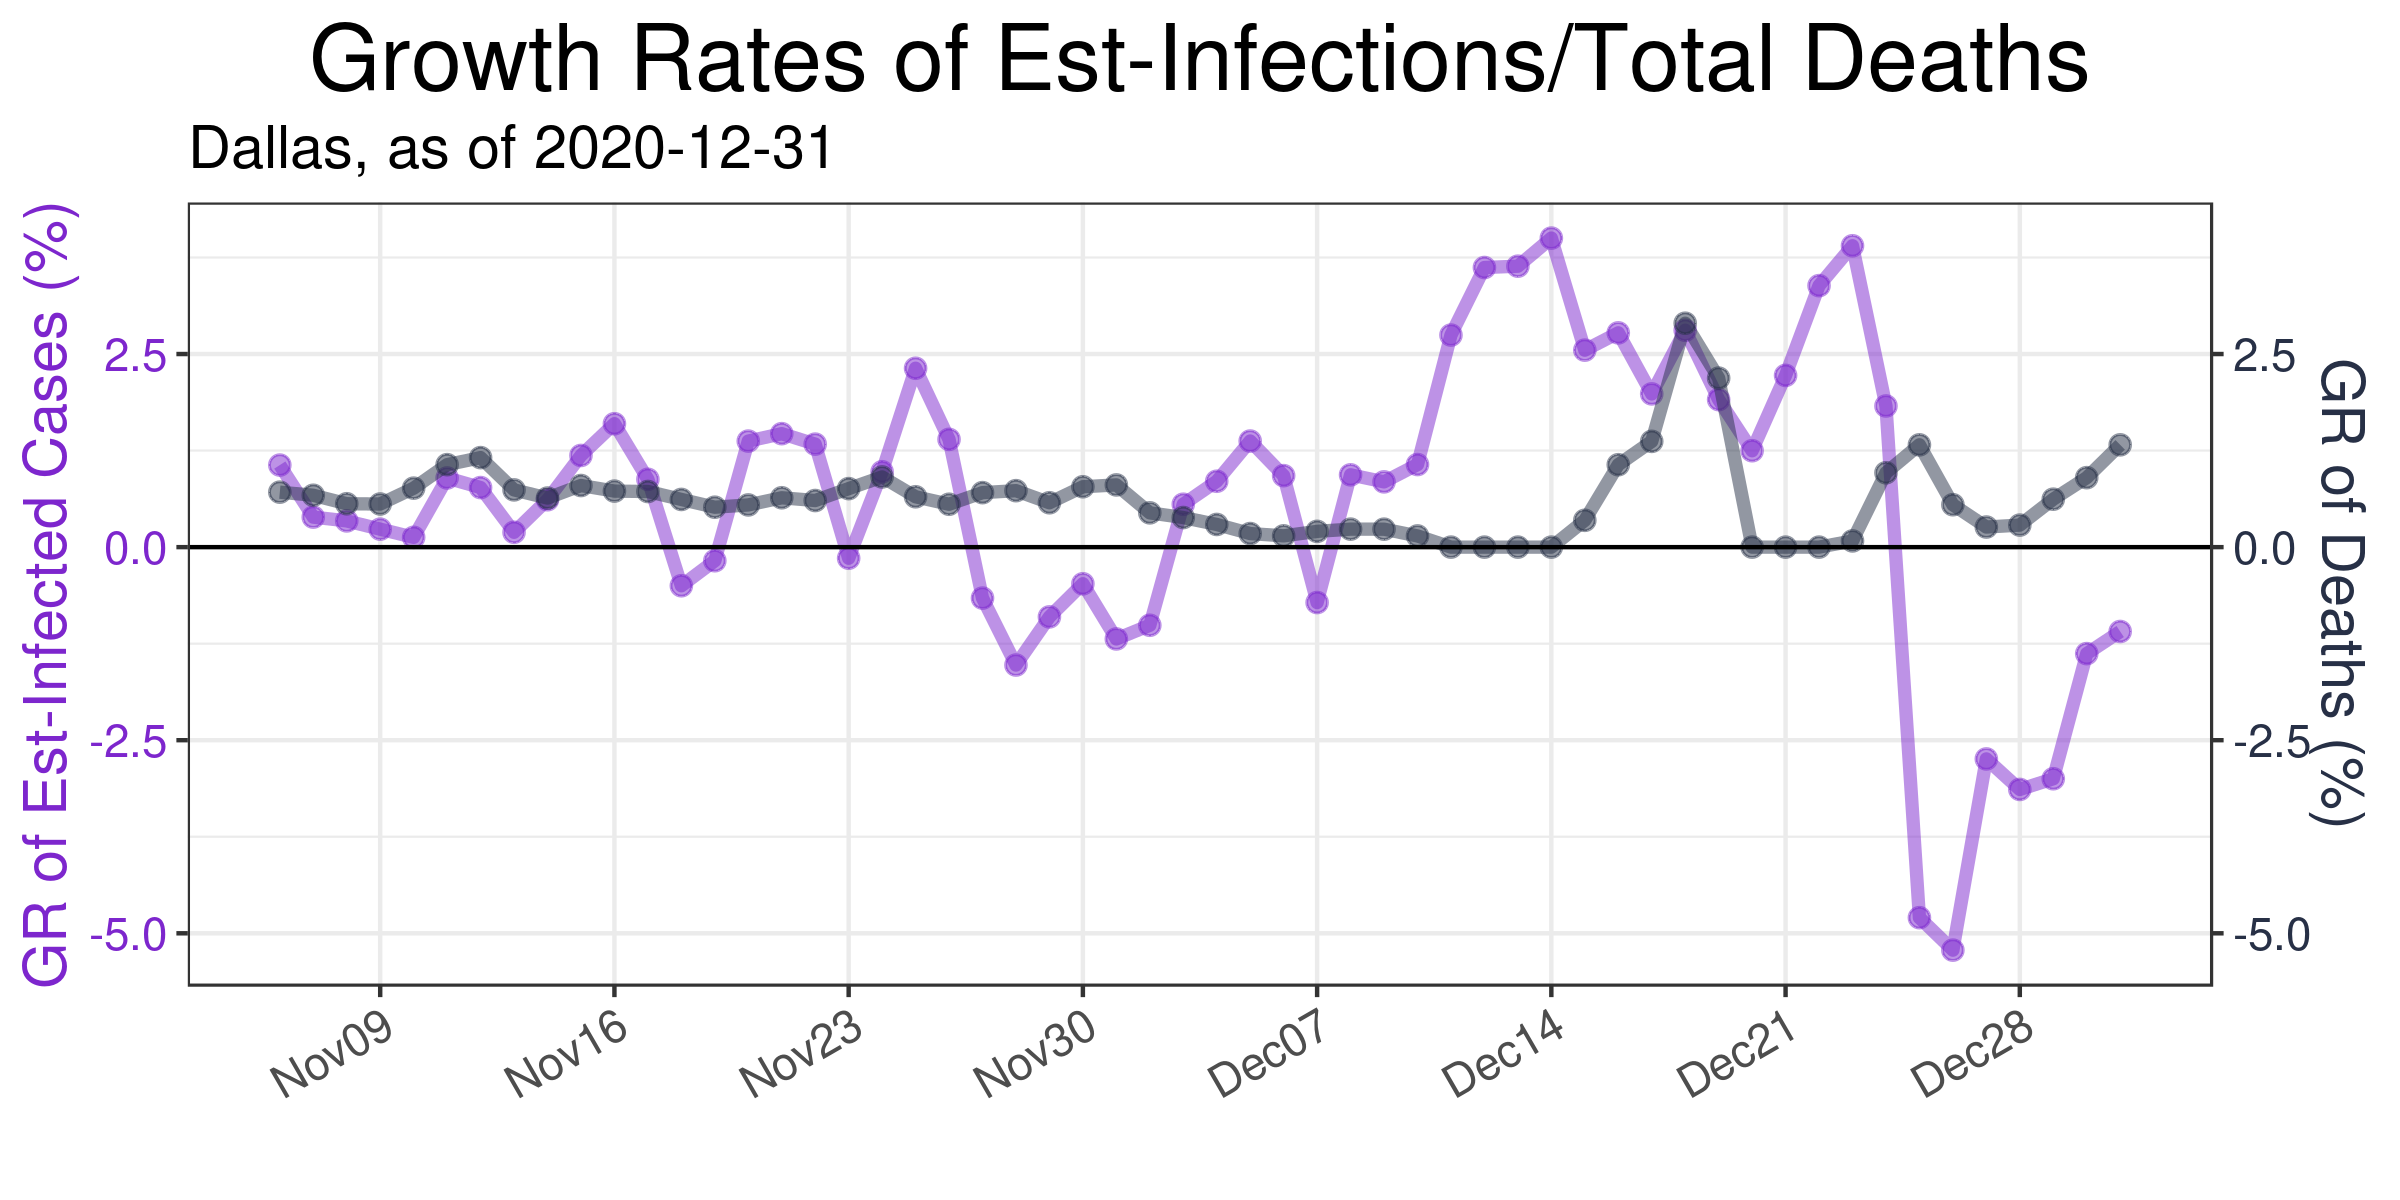 Growth Rates of Est-Infections/Total Deaths
Dallas, as of 2020-12-31
GR of Est-Infected Cases (%)
2.5
0.0
-2.5
-5.0
2.5
0.0
-2.5
-5.0
GR of Deaths (%)
Nov09
Nov16
Nov23
Nov30
Dec07
Dec14
Dec21
Dec28